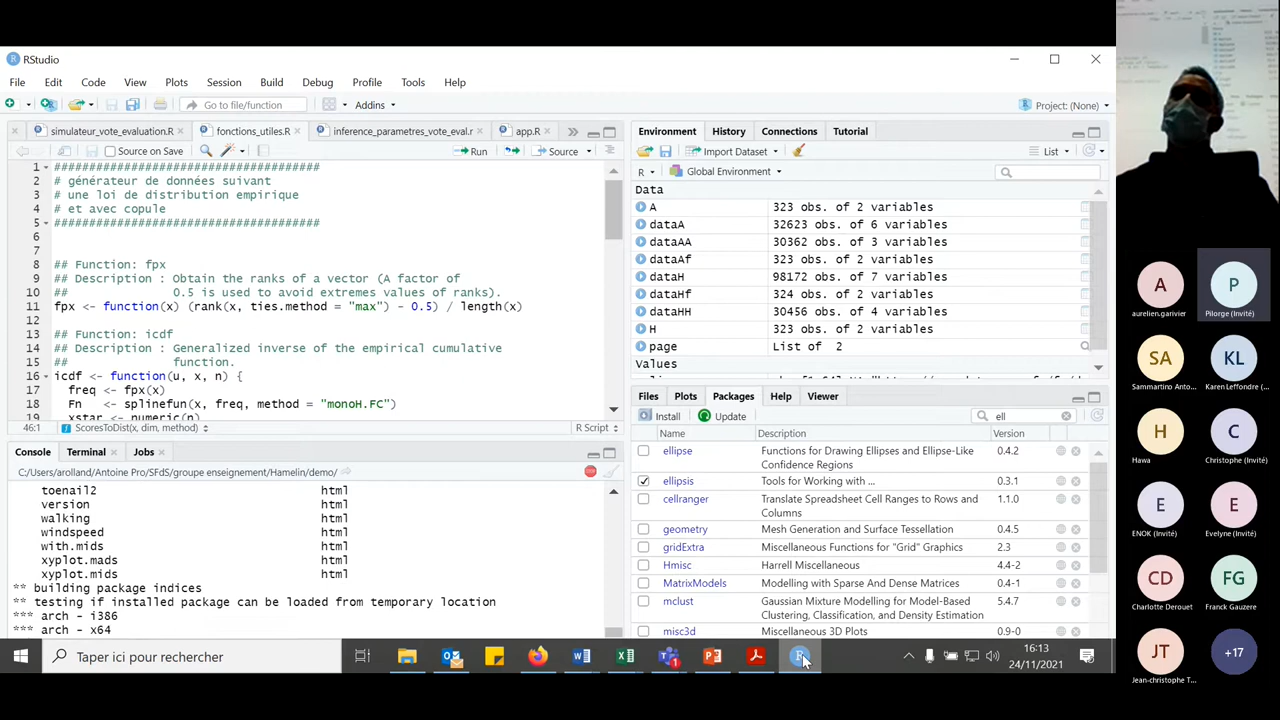 RStudio
File Edit Code View Plots Session Build Debug Profile Tools Help
Go to file/function Addins Project: (None)
simulateur_vote_evaluation.R fonctions_utiles.R inference_parametres_vote_eval.r app.R
Source on Save Run Source
1 #####################################
2 # générateur de données suivant
3 # une loi de distribution empirique
4 # et avec copule
5 #####################################
6
7
8 ## Function: fpx
9 ## Description : Obtain the ranks of a vector (A factor of
10 ## 0.5 is used to avoid extremes values of ranks).
11 fpx <- function(x) (rank(x, ties.method = "max") - 0.5) / length(x)
12
13 ## Function: icdf
14 ## Description : Generalized inverse of the empirical cumulative
15 ## function.
16 icdf <- function(u, x, n) {
17 freq <- fpx(x)
18 Fn <- splinefun(x, freq, method = "monoH.FC")
19 xstar <- numeric(n)
46:1 ScoresToDist(x, dim, method) R Script
Console Terminal Jobs
C:/Users/arolland/Antoine Pro/SFdS/groupe enseignement/Hamelin/demo/
toenail2 html
version html
walking html
windspeed html
with.mids html
xyplot.mads html
xyplot.mids html
** building package indices
** testing if installed package can be loaded from temporary location
*** arch - i386
*** arch - x64
Environment History Connections Tutorial
Import Dataset List
R Global Environment
Data
A 323 obs. of 2 variables
dataA 32623 obs. of 6 variables
dataAA 30362 obs. of 3 variables
dataAf 323 obs. of 2 variables
dataH 98172 obs. of 7 variables
dataHf 324 obs. of 2 variables
dataHH 30456 obs. of 4 variables
H 323 obs. of 2 variables
page List of 2
Values
Files Plots Packages Help Viewer
Install Update ell
Name Description Version
ellipse Functions for Drawing Ellipses and Ellipse-Like 0.4.2
Confidence Regions
ellipsis Tools for Working with ... 0.3.1
cellranger Translate Spreadsheet Cell Ranges to Rows and 1.1.0
Columns
geometry Mesh Generation and Surface Tessellation 0.4.5
gridExtra Miscellaneous Functions for "Grid" Graphics 2.3
Hmisc Harrell Miscellaneous 4.4-2
MatrixModels Modelling with Sparse And Dense Matrices 0.4-1
mclust Gaussian Mixture Modelling for Model-Based 5.4.7
Clustering, Classification, and Density Estimation
misc3d Miscellaneous 3D Plots 0.9-0
Taper ici pour rechercher
16:13
24/11/2021
A P
aurelien.garivier Pilorge (Invité)
SA KL
Sammartino Anto... Karen Leffondre (...
H C
Hawa Christophe (Invité)
E E
ENOK (Invité) Evelyne (Invité)
CD FG
Charlotte Derouet Franck Gauzere
JT +17
Jean-christophe T...